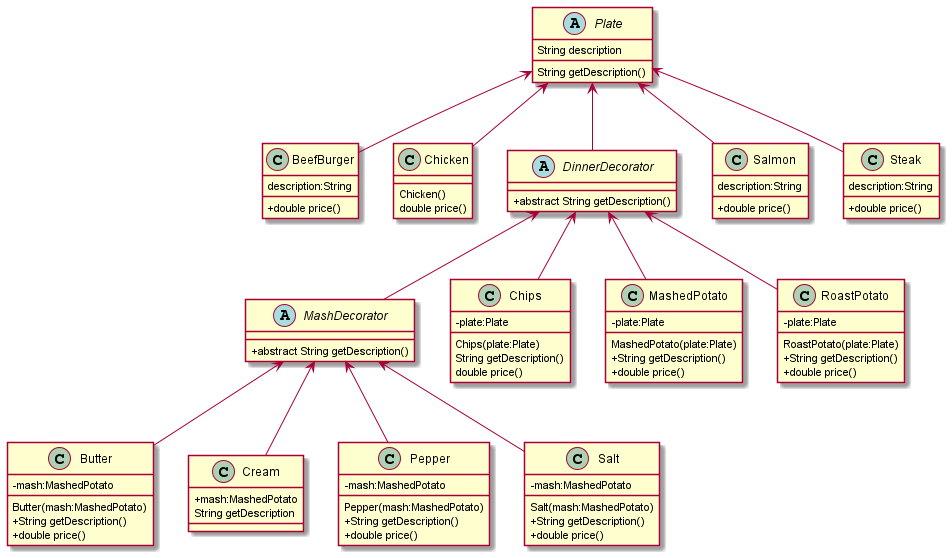 A Plate
String description
String getDescription()
C BeefBurger
description:String
+double price()
C Chicken
Chicken()
double price()
A DinnerDecorator
+abstract String getDescription()
C Salmon
description:String
+double price()
C Steak
description:String
+double price()
A MashDecorator
+abstract String getDescription()
C Chips
-plate:Plate
Chips(plate:Plate)
String getDescription()
double price()
C MashedPotato
-plate:Plate
MashedPotato(plate:Plate)
+String getDescription()
+double price()
C RoastPotato
-plate:Plate
RoastPotato(plate:Plate)
+String getDescription()
+double price()
C Butter
-mash:MashedPotato
Butter(mash:MashedPotato)
+String getDescription()
+double price()
C Cream
+mash:MashedPotato
String getDescription
C Pepper
-mash:MashedPotato
Pepper(mash:MashedPotato)
+String getDescription()
+double price()
C Salt
-mash:MashedPotato
Salt(mash:MashedPotato)
+String getDescription()
+double price()